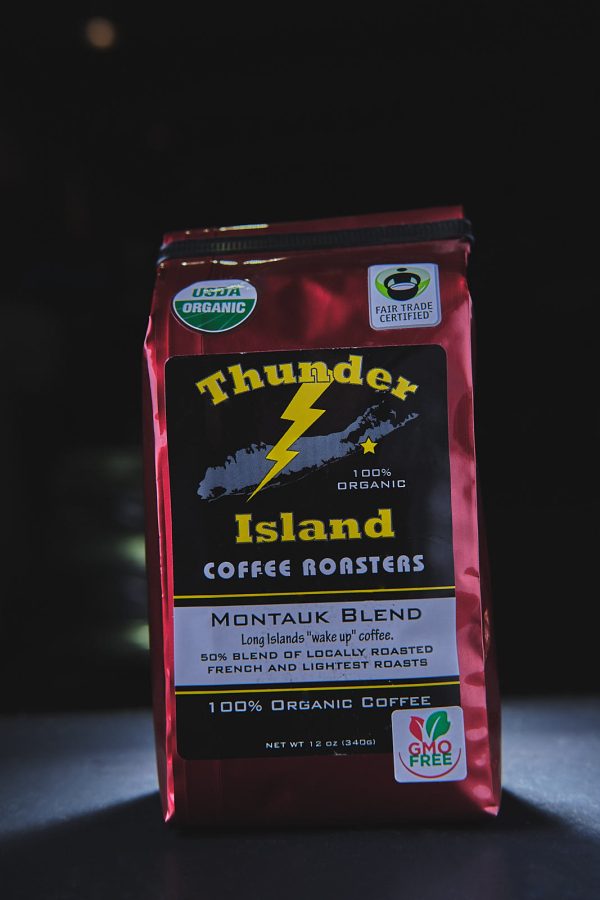 USDA
ORGANIC
FAIR TRADE
CERTIFIED™
Thunder
100%
ORGANIC
Island
COFFEE ROASTERS
MONTAUK BLEND
Long Islands "wake up" coffee.
50% BLEND OF LOCALLY ROASTED
FRENCH AND LIGHTEST ROASTS
100% ORGANIC COFFEE
NET WT 12 OZ (340G)
GMO
FREE